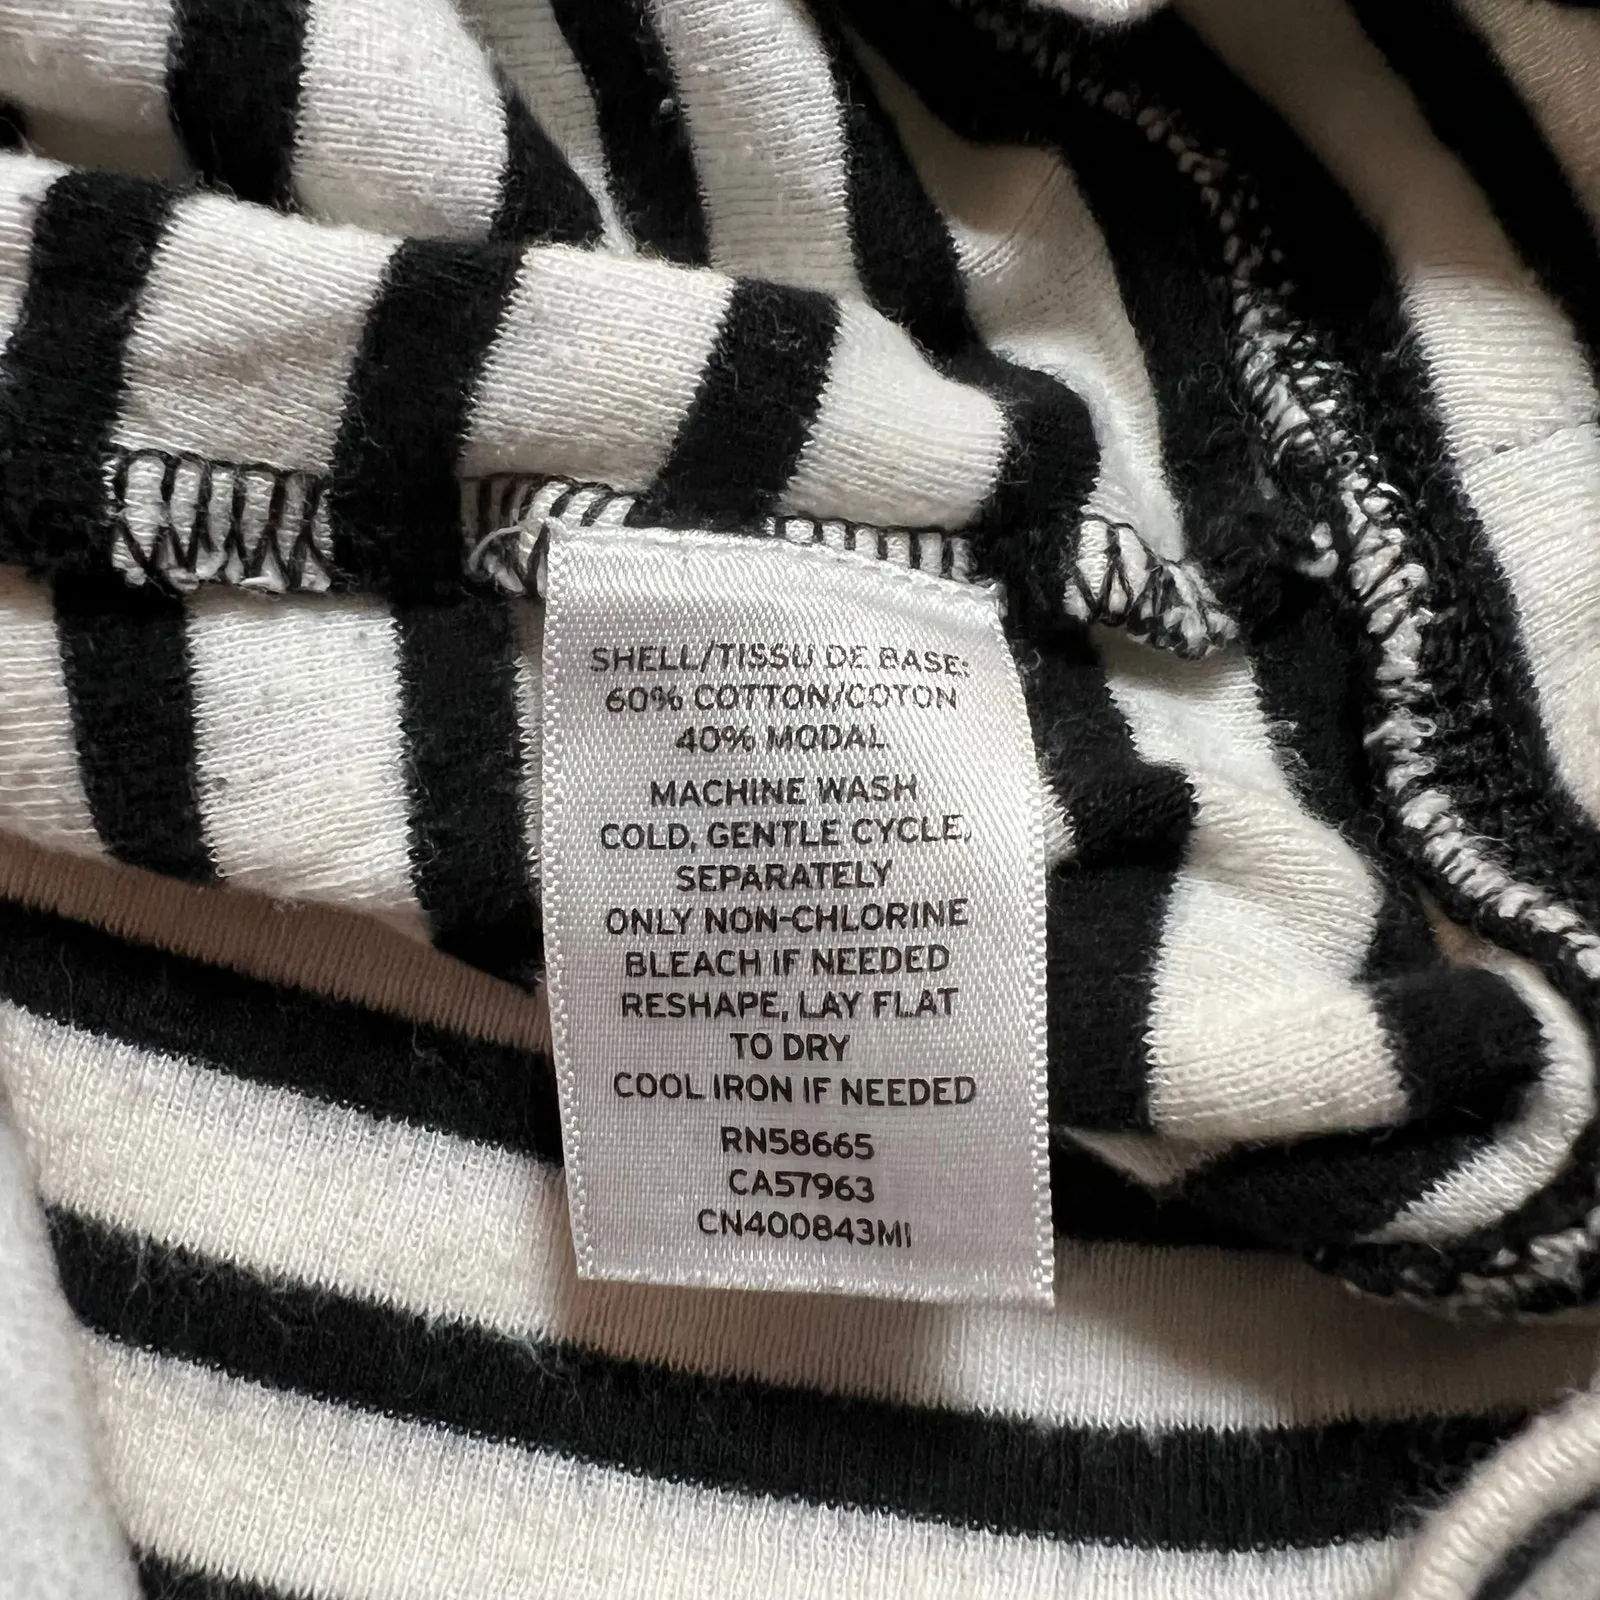 SHELL/TISSU DE BASE:
60% COTTON/COTON
40% MODAL
MACHINE WASH
COLD, GENTLE CYCLE,
SEPARATELY
ONLY NON-CHLORINE
BLEACH IF NEEDED
RESHAPE, LAY FLAT
TO DRY
COOL IRON IF NEEDED
RN58665
CA57963
CN400843MI